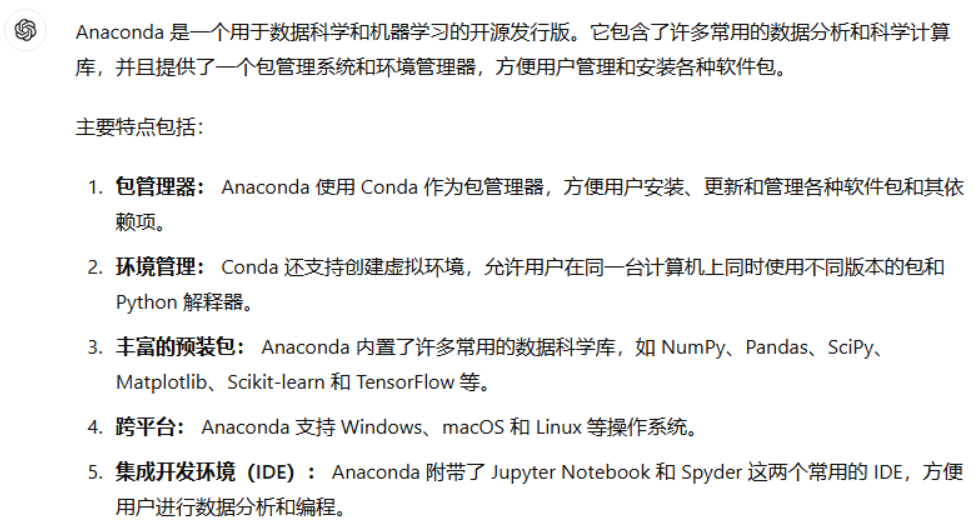 Anaconda 是一个用于数据科学和机器学习的开源发行版。它包含了许多常用的数据分析和科学计算
库，并且提供了一个包管理系统和环境管理器，方便用户管理和安装各种软件包。
主要特点包括：
1. 包管理器： Anaconda 使用 Conda 作为包管理器，方便用户安装、更新和管理各种软件包和其依
赖项。
2. 环境管理： Conda 还支持创建虚拟环境，允许用户在同一台计算机上同时使用不同版本的包和
Python 解释器。
3. 丰富的预装包： Anaconda 内置了许多常用的数据科学库，如 NumPy、Pandas、SciPy、
Matplotlib、Scikit-learn 和 TensorFlow 等。
4. 跨平台： Anaconda 支持 Windows、macOS 和 Linux 等操作系统。
5. 集成开发环境（IDE）： Anaconda 附带了 Jupyter Notebook 和 Spyder 这两个常用的 IDE，方便
用户进行数据分析和编程。